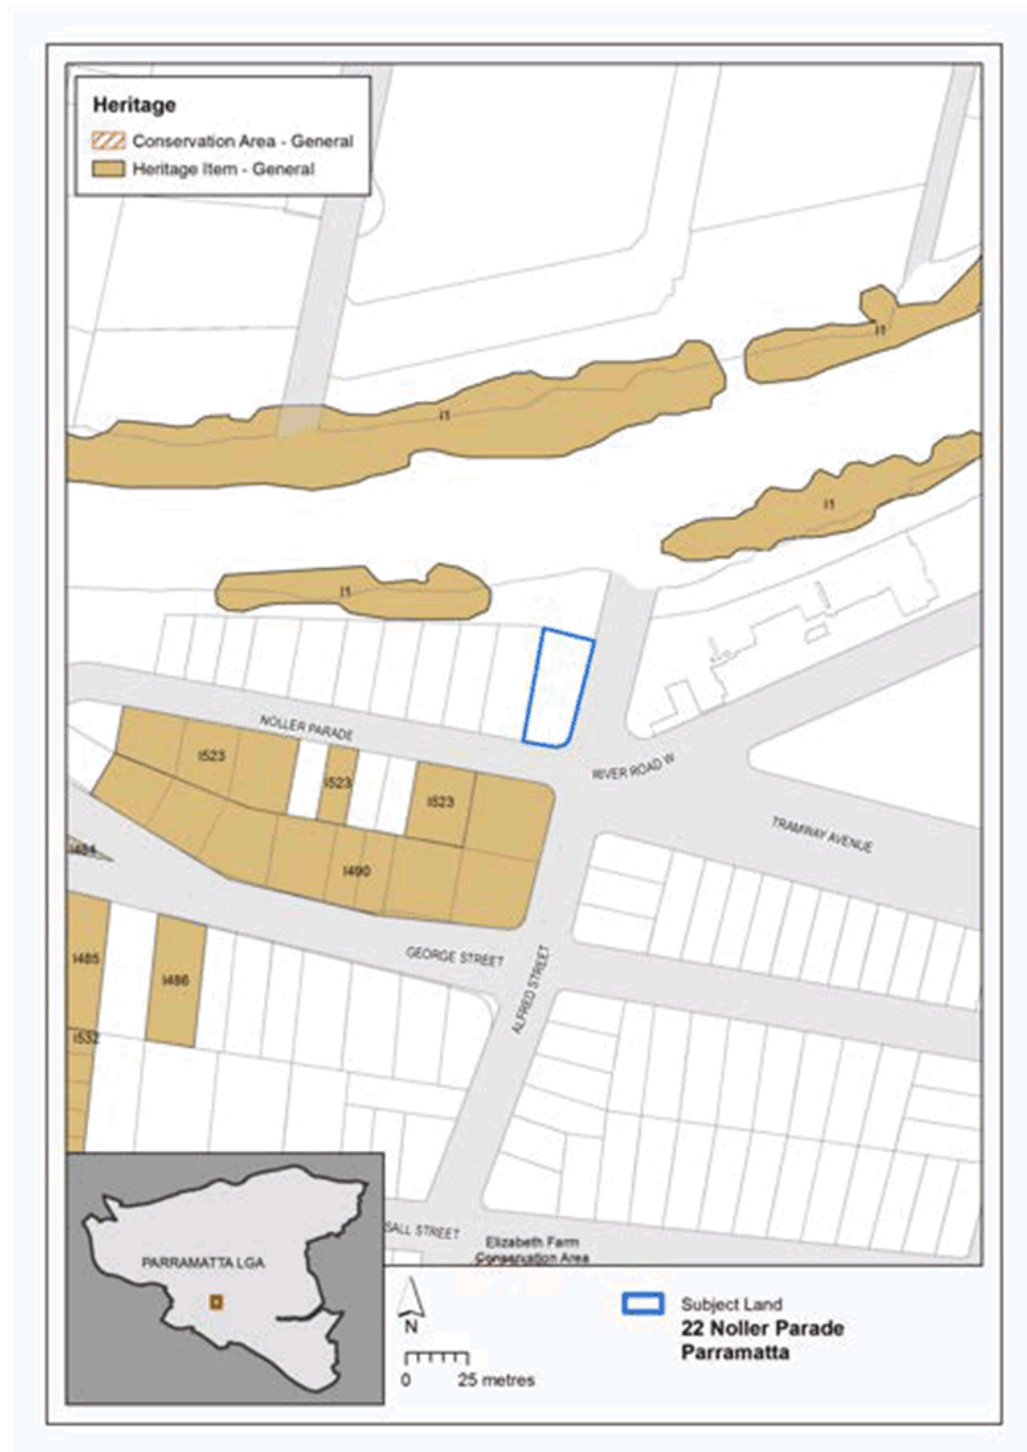 Heritage
Conservation Area - General
Heritage Item - General
I1
I1
I1
I1
NOLLER PARADE
RIVER ROAD W
I523
I523
I523
TRAMWAY AVENUE
I484
I490
GEORGE STREET
I485
I486
ALFRED STREET
I532
PARRAMATTA LGA
SALL STREET
Elizabeth Farm
Conservation Area
N
0 25 metres
Subject Land
22 Noller Parade
Parramatta